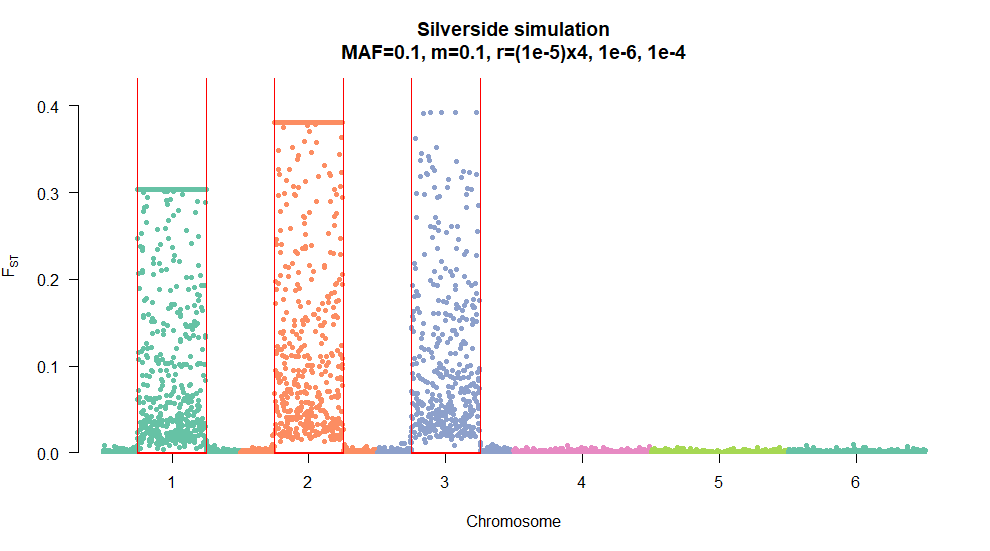 Silverside simulation
MAF=0.1, m=0.1, r=(1e-5)x4, 1e-6, 1e-4
0.4
0.3
0.2
0.1
0.0
FST
1 2 3 4 5 6
Chromosome